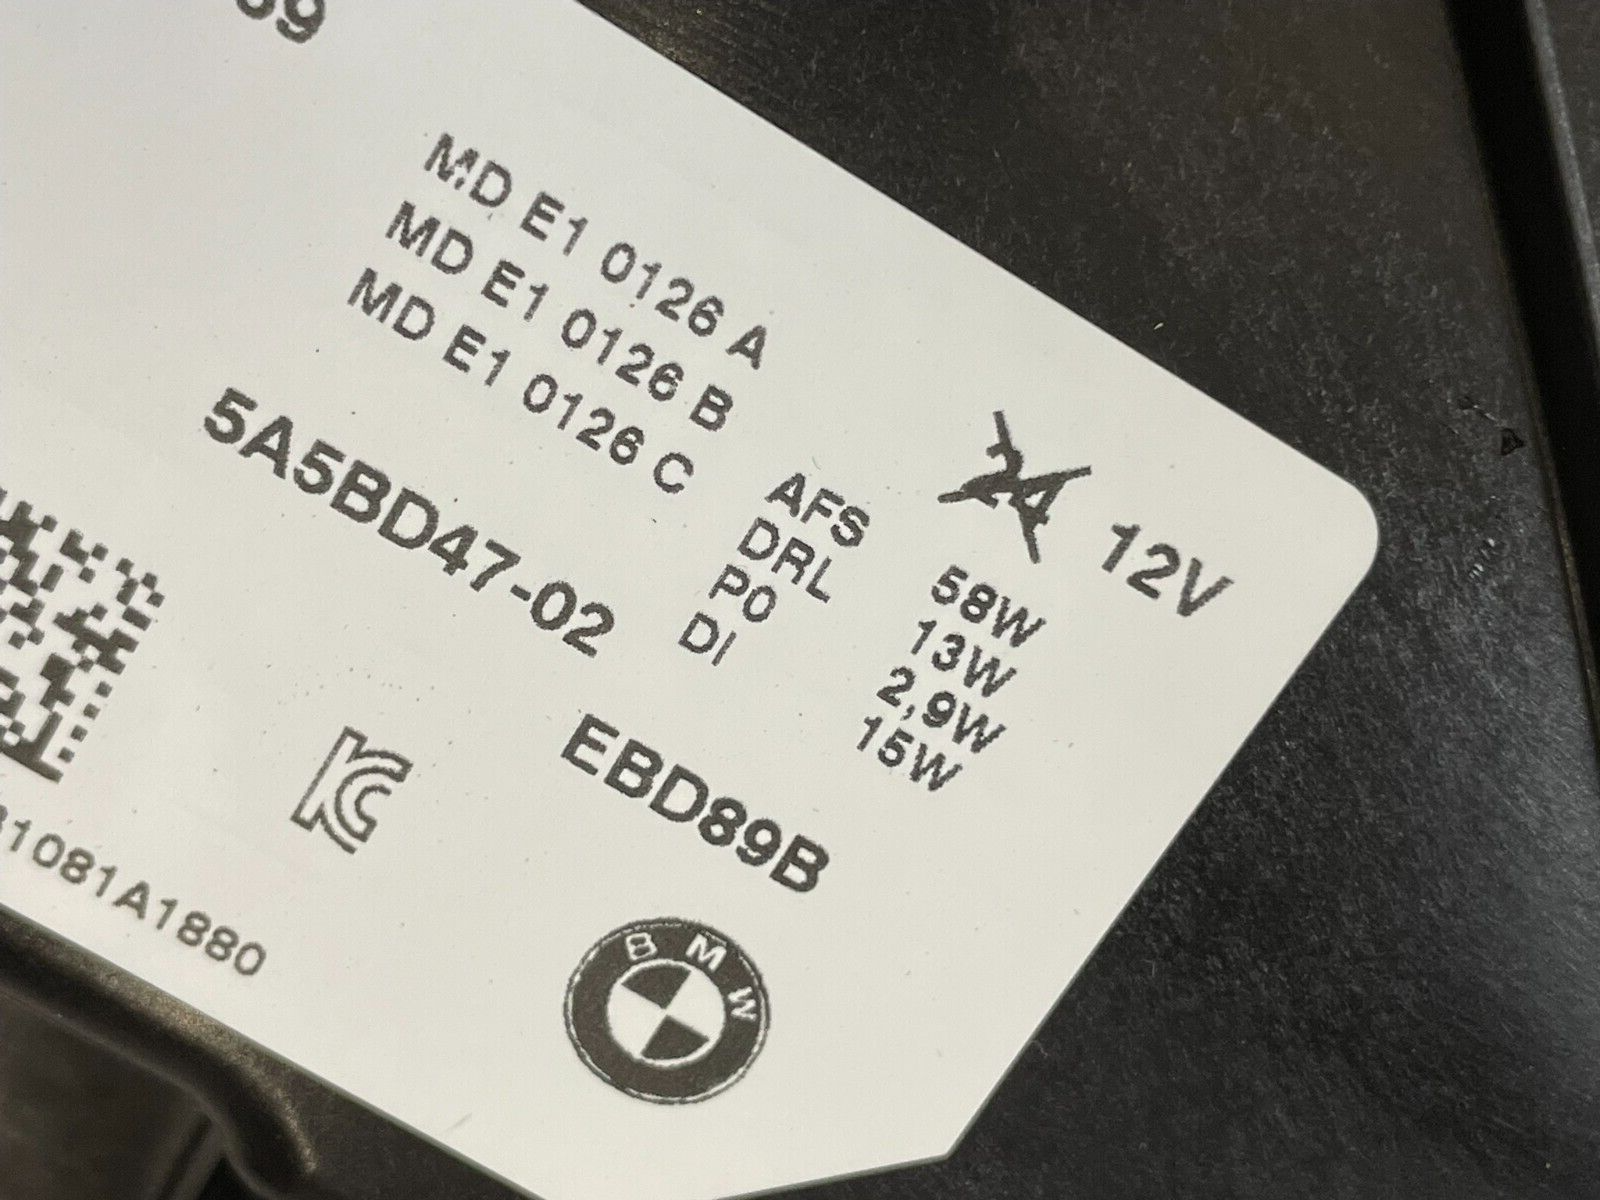 MD E1 0126 A
MD E1 0126 B
MD E1 0126 C
5A5BD47-02
24 12V
AFS 58W
DRL 13W
P0 2,9W
DI 15W
EBD89B
1081A1880
BMW